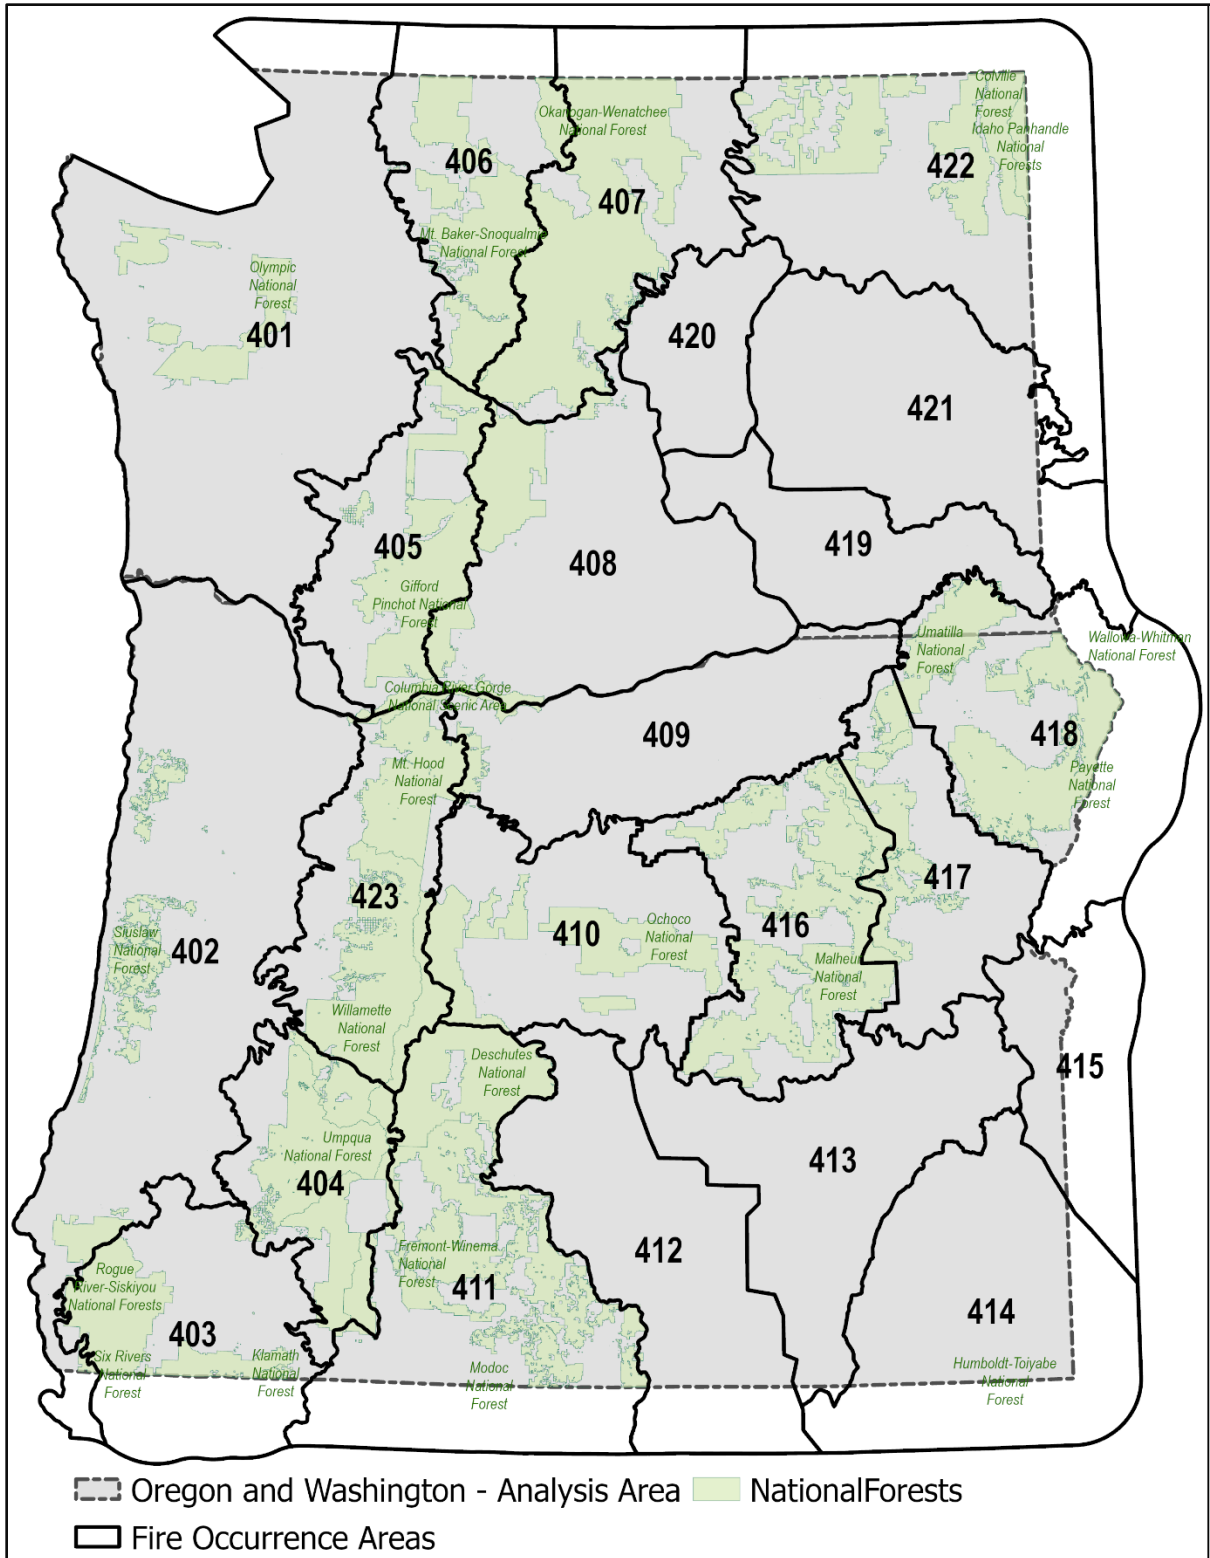 Colville
National
Forest
Okanogan-Wenatchee
National Forest
Idaho Panhandle
National
Forests
406
422
407
Mt. Baker-Snoqualmie
National Forest
Olympic
National
Forest
401
420
421
405
408
419
Gifford
Pinchot National
Forest
Umatilla
National
Forest
Wallowa-Whitman
National Forest
Columbia River Gorge
National Scenic Area
409
418
Mt. Hood
National
Forest
Payette
National
Forest
423
417
410
Ochoco
National
Forest
416
Siuslaw
National
Forest
402
Malheur
National
Forest
Willamette
National
Forest
Deschutes
National
Forest
415
Umpqua
National Forest
404
413
Fremont-Winema
National
Forest
411
412
Rogue
River-Siskiyou
National Forests
403
414
Six Rivers
National
Forest
Klamath
National
Forest
Modoc
National
Forest
Humboldt-Toiyabe
National
Forest
Oregon and Washington - Analysis Area
NationalForests
Fire Occurrence Areas